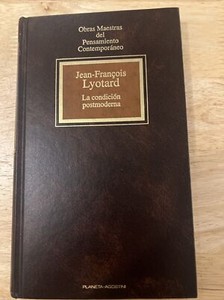 Obras Maestras
del
Pensamiento
Contemporáneo
Jean-François
Lyotard
La condición
postmoderna
PLANETA-AGOSTINI